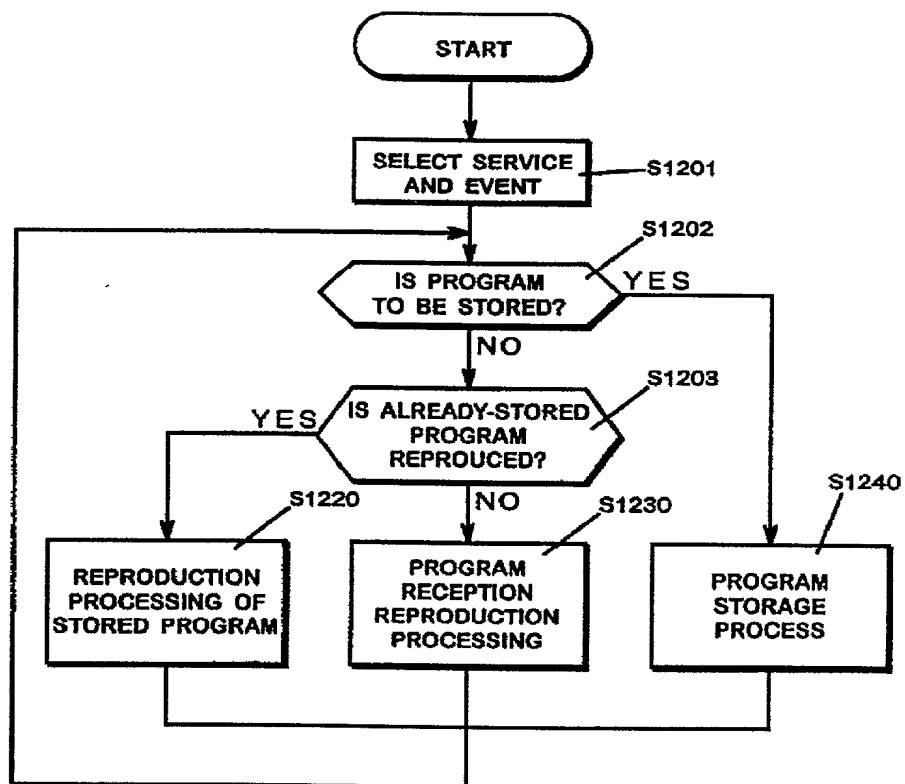 START
SELECT SERVICE
AND EVENT
S1201
S1202
IS PROGRAM
TO BE STORED?
YES
NO
S1203
IS ALREADY-STORED
PROGRAM
REPROUCED?
YES
NO
S1220
S1230
S1240
REPRODUCTION
PROCESSING OF
STORED PROGRAM
PROGRAM
RECEPTION
REPRODUCTION
PROCESSING
PROGRAM
STORAGE
PROCESS